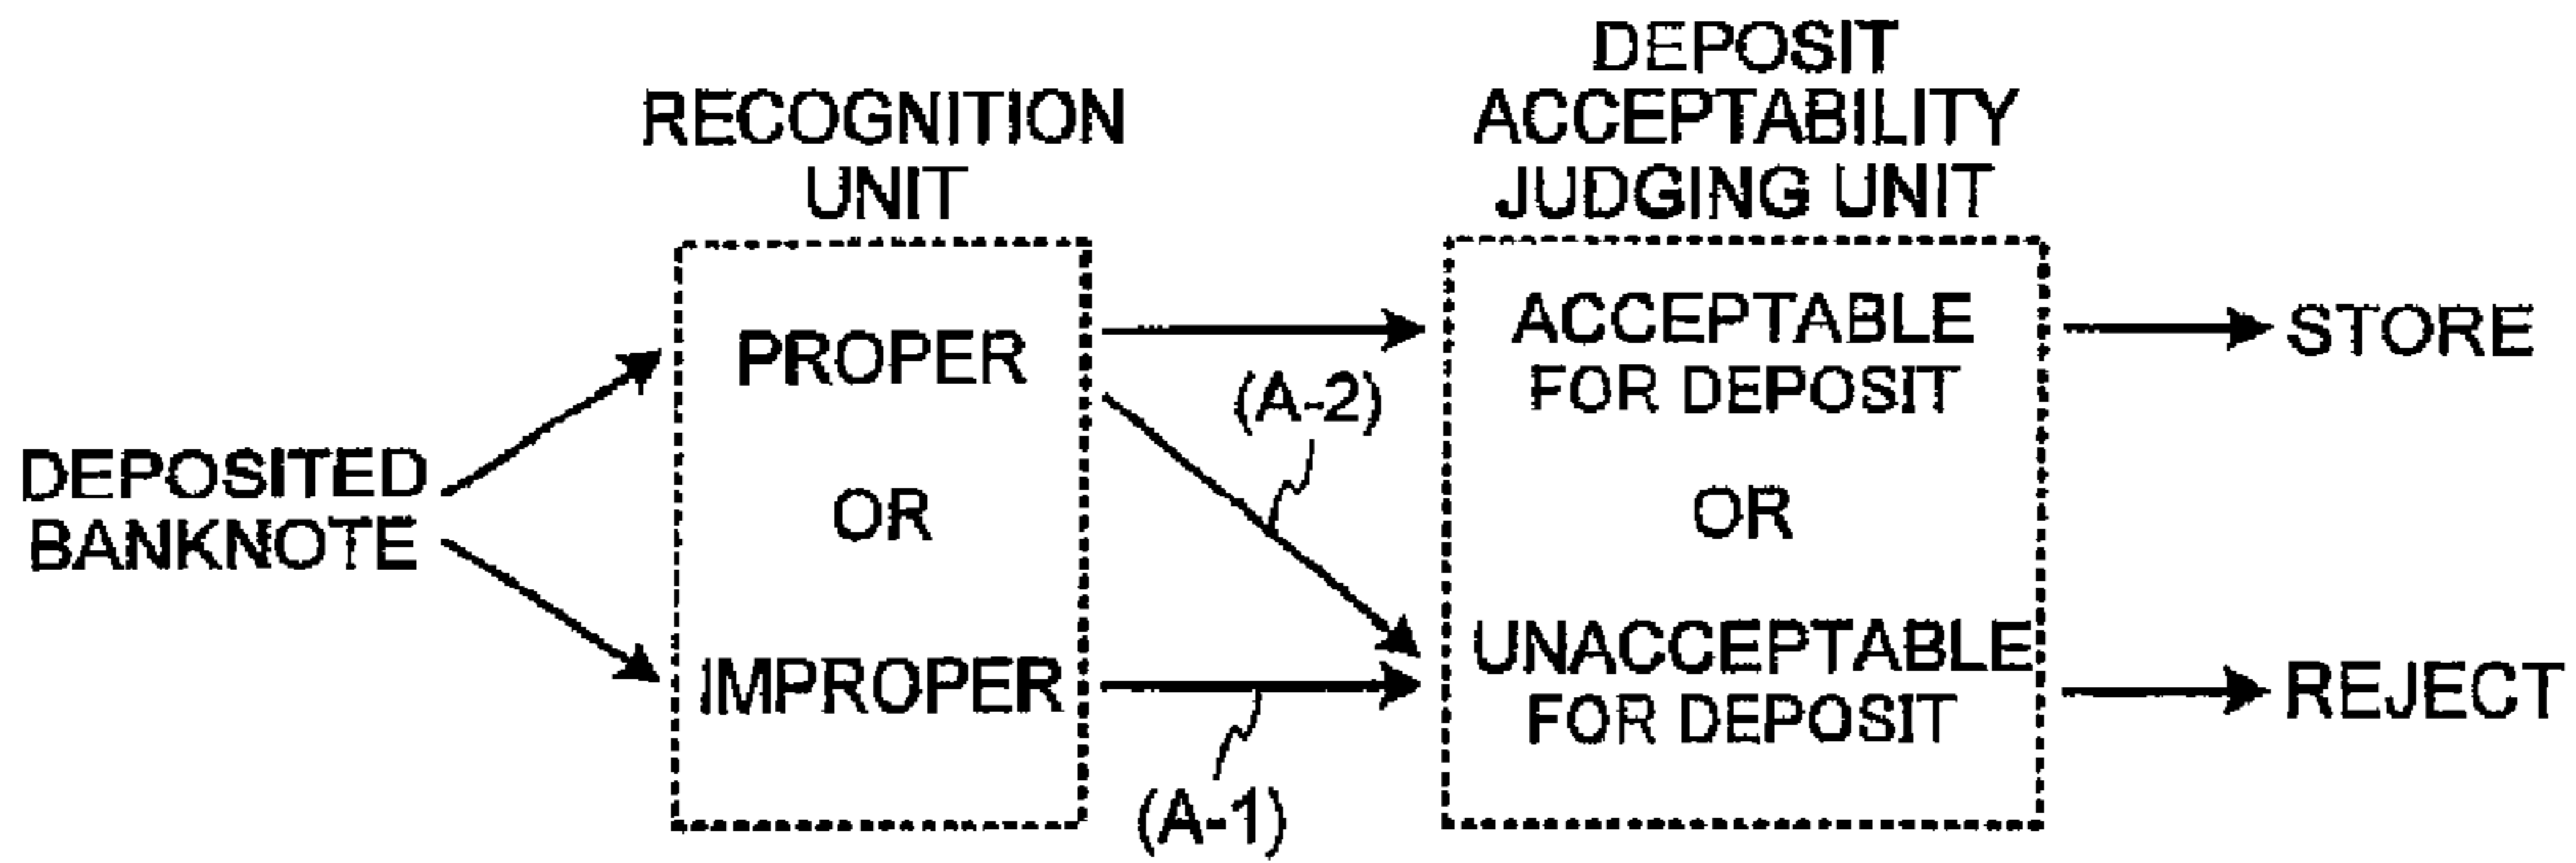 DEPOSITED
BANKNOTE
RECOGNITION
UNIT
PROPER
OR
IMPROPER
(A-2)
(A-1)
DEPOSIT
ACCEPTABILITY
JUDGING UNIT
ACCEPTABLE
FOR DEPOSIT
OR
UNACCEPTABLE
FOR DEPOSIT
STORE
REJECT